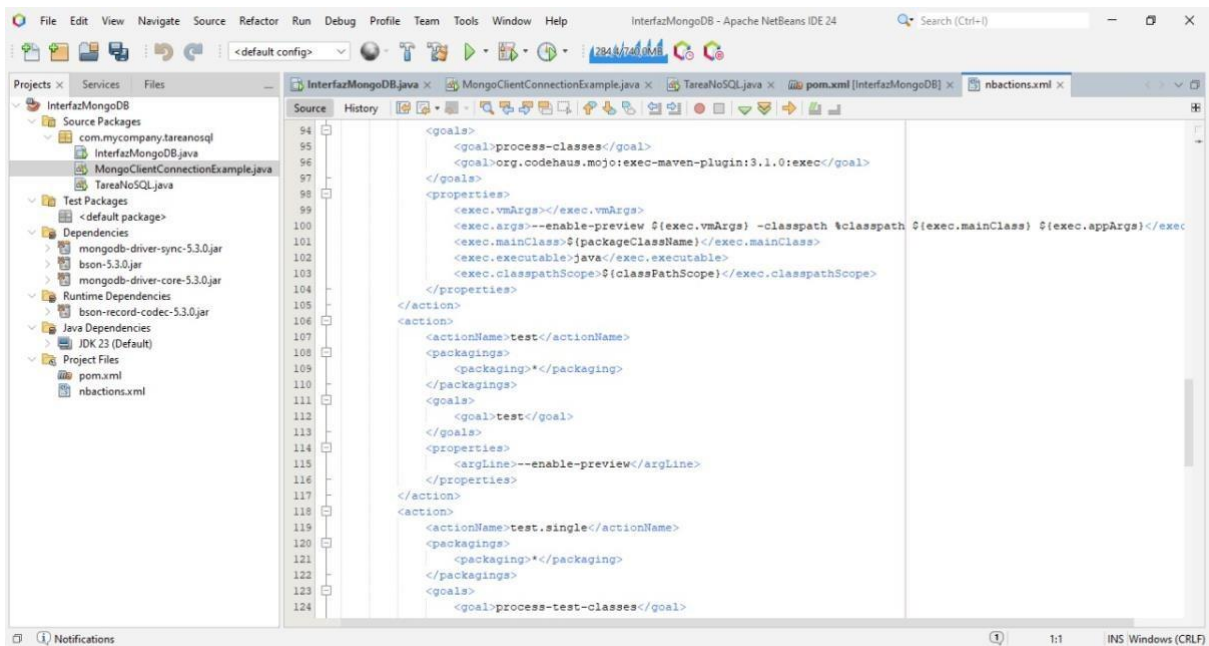 File Edit View Navigate Source Refactor Run Debug Profile Team Tools Window Help InterfazMongoDB - Apache NetBeans IDE 24 Search (Ctrl+I)
<default config> 284,4/740,0MB
Projects Services Files
InterfazMongoDB
Source Packages
com.mycompany.tareanosql
InterfazMongoDB.java
MongoClientConnectionExample.java
TareaNoSQL.java
Test Packages
<default package>
Dependencies
mongodb-driver-sync-5.3.0.jar
bson-5.3.0.jar
mongodb-driver-core-5.3.0.jar
Runtime Dependencies
bson-record-codec-5.3.0.jar
Java Dependencies
JDK 23 (Default)
Project Files
pom.xml
nbactions.xml
InterfazMongoDB.java MongoClientConnectionExample.java TareaNoSQL.java pom.xml [InterfazMongoDB] nbactions.xml
Source History
94 <goals>
95 <goal>process-classes</goal>
96 <goal>org.codehaus.mojo:exec-maven-plugin:3.1.0:exec</goal>
97 </goals>
98 <properties>
99 <exec.vmArgs></exec.vmArgs>
100 <exec.args>--enable-preview ${exec.vmArgs} -classpath %classpath ${exec.mainClass} ${exec.appArgs}</exec
101 <exec.mainClass>${packageClassName}</exec.mainClass>
102 <exec.executable>java</exec.executable>
103 <exec.classpathScope>${classPathScope}</exec.classpathScope>
104 </properties>
105 </action>
106 <action>
107 <actionName>test</actionName>
108 <packagings>
109 <packaging>*</packaging>
110 </packagings>
111 <goals>
112 <goal>test</goal>
113 </goals>
114 <properties>
115 <argLine>--enable-preview</argLine>
116 </properties>
117 </action>
118 <action>
119 <actionName>test.single</actionName>
120 <packagings>
121 <packaging>*</packaging>
122 </packagings>
123 <goals>
124 <goal>process-test-classes</goal>
Notifications 1 1:1 INS Windows (CRLF)